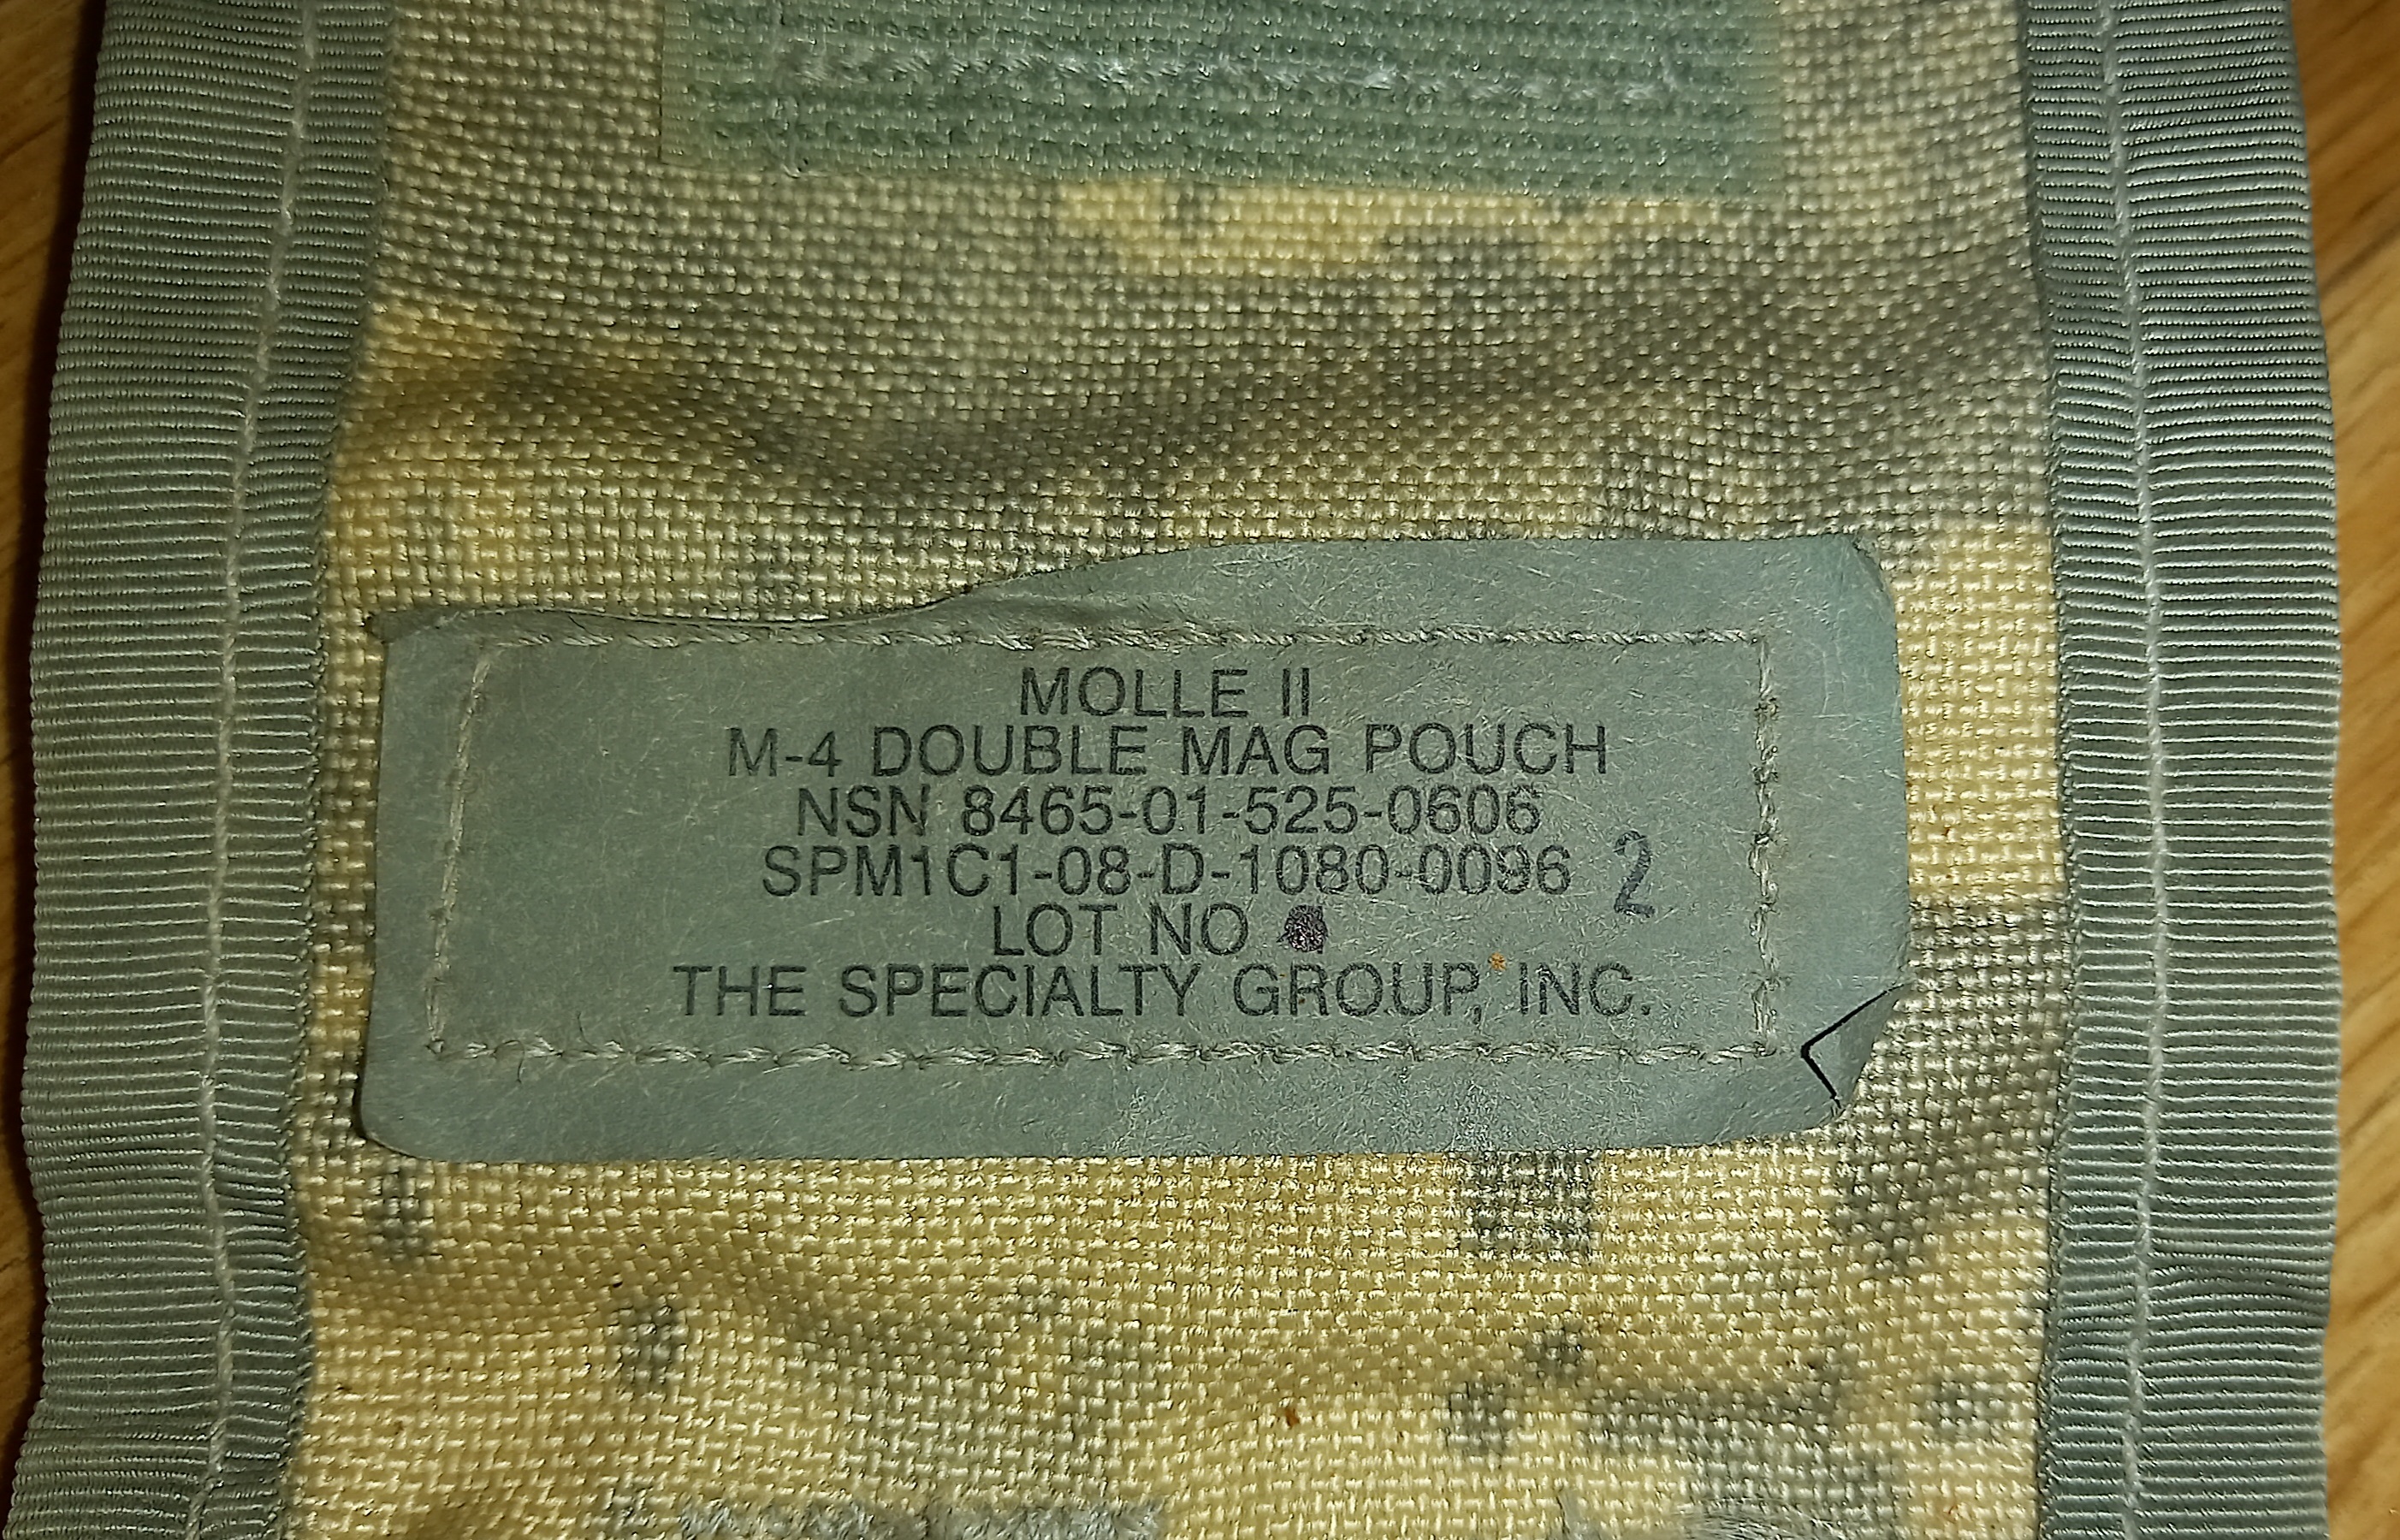 MOLLE II
M-4 DOUBLE MAG POUCH
NSN 8465-01-525-0606
SPM1C1-08-D-1080-0096 2
LOT NO
THE SPECIALTY GROUP, INC.